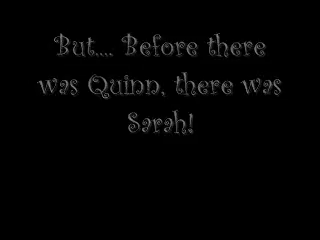 But.... Before there
was Quinn, there was
Sarah!